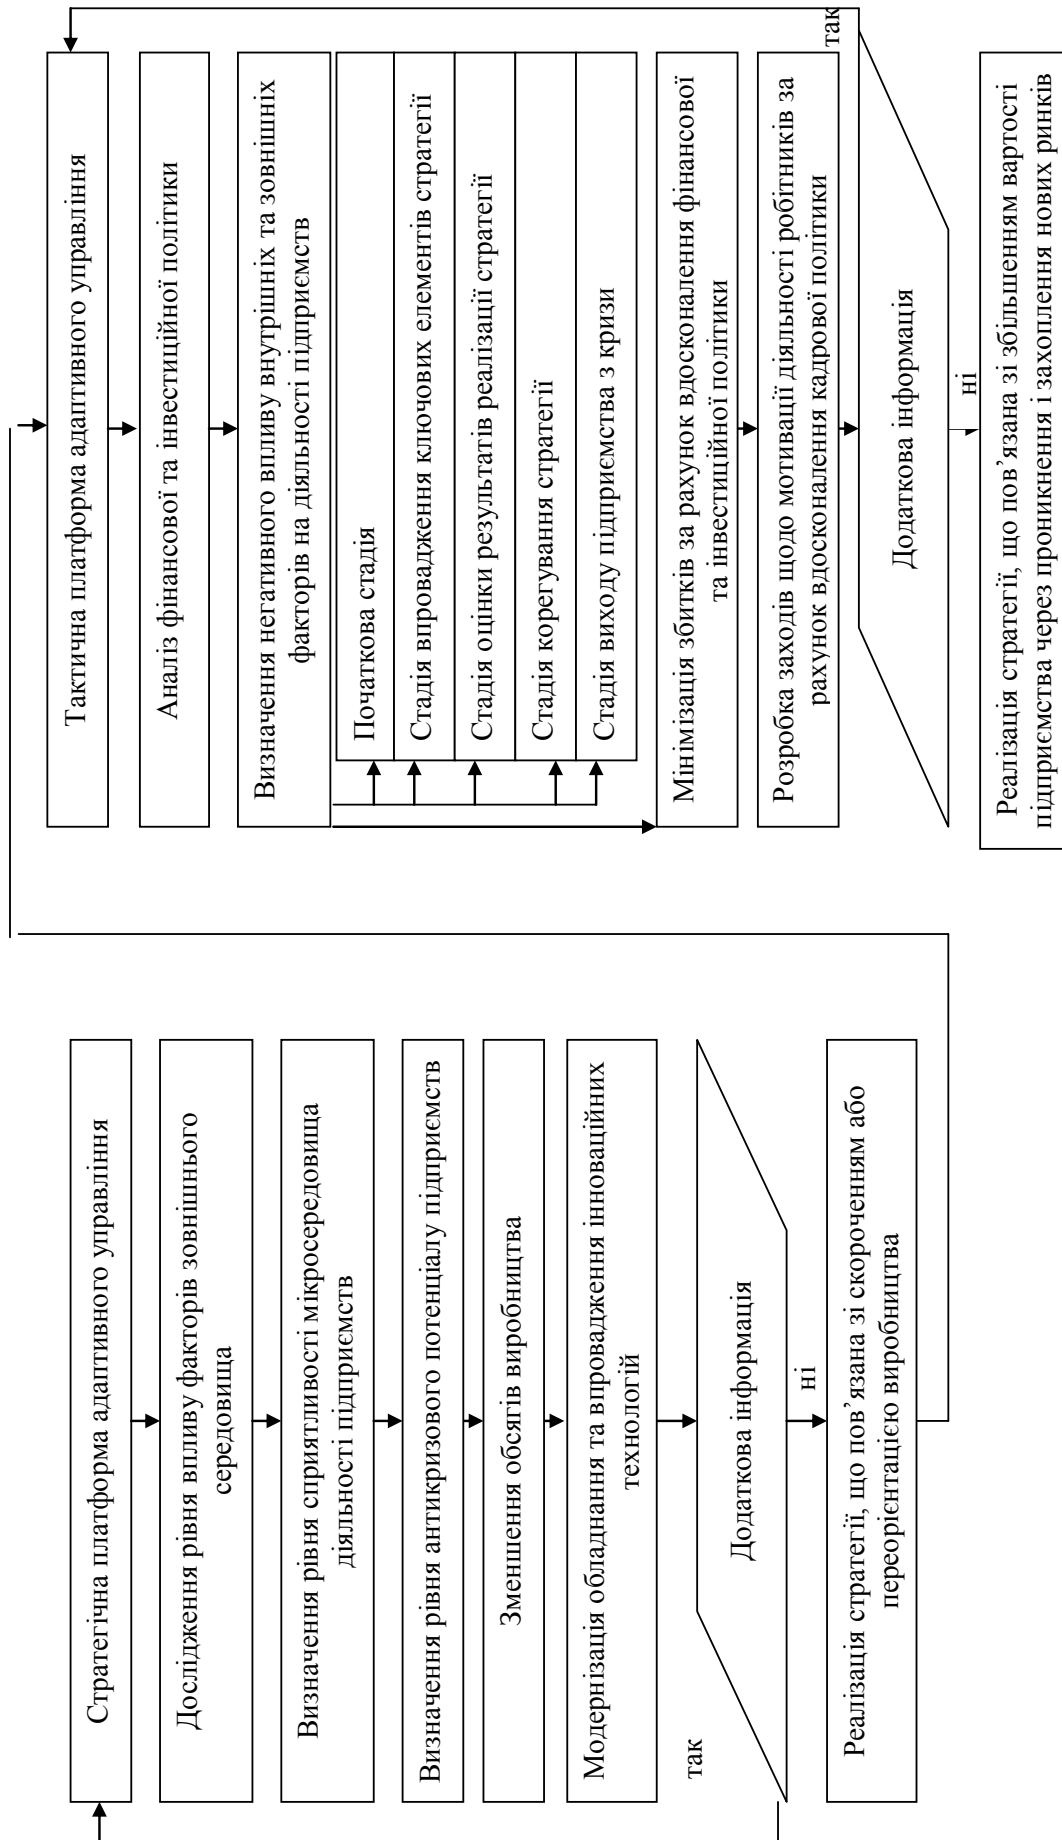 Стратегічна платформа адаптивного управління
Дослідження рівня впливу факторів зовнішнього
середовища
Визначення рівня сприятливості мікросередовища
діяльності підприємств
Визначення рівня антикризового потенціалу підприємств
Зменшення обсягів виробництва
Модернізація обладнання та впровадження інноваційних
технологій
так
Додаткова інформація
ні
Реалізація стратегії, що пов’язана зі скороченням або
переорієнтацією виробництва
Тактична платформа адаптивного управління
Аналіз фінансової та інвестиційної політики
Визначення негативного впливу внутрішніх та зовнішніх
факторів на діяльності підприємств
Початкова стадія
Стадія впровадження ключових елементів стратегії
Стадія оцінки результатів реалізації стратегії
Стадія корегування стратегії
Стадія виходу підприємства з кризи
Мінімізація збитків за рахунок вдосконалення фінансової
та інвестиційної політики
Розробка заходів щодо мотивації діяльності робітників за
рахунок вдосконалення кадрової політики
так
Додаткова інформація
ні
Реалізація стратегії, що пов’язана зі збільшенням вартості
підприємства через проникнення і захоплення нових ринків